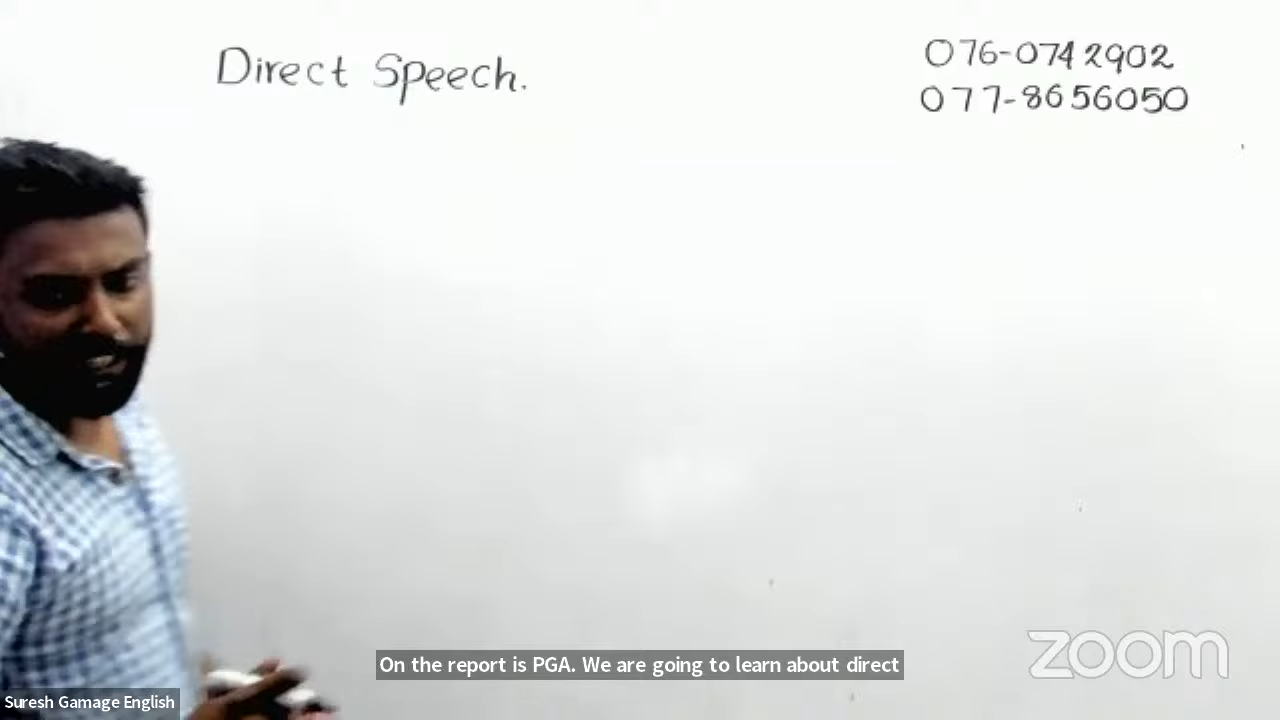 Direct Speech.
076-0742902
077-8656050
On the report is PGA. We are going to learn about direct
zoom
Suresh Gamage English